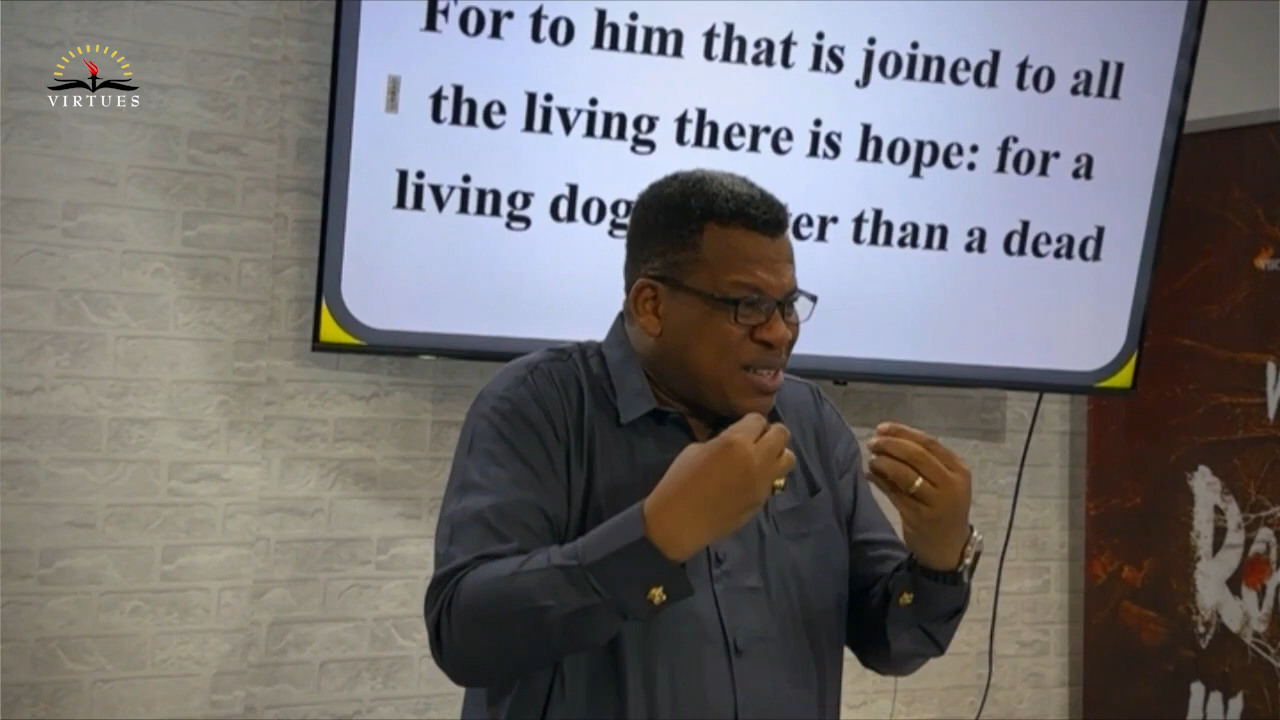 VIRTUES
For to him that is joined to all
the living there is hope: for a
living dog than a dead